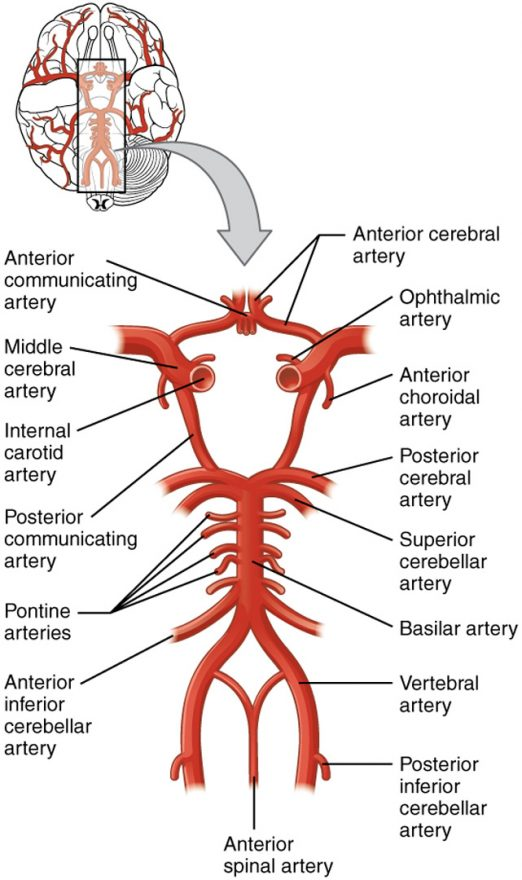 Anterior
communicating
artery
Middle
cerebral
artery
Internal
carotid
artery
Posterior
communicating
artery
Pontine
arteries
Anterior
inferior
cerebellar
artery
Anterior cerebral
artery
Ophthalmic
artery
Anterior
choroidal
artery
Posterior
cerebral
artery
Superior
cerebellar
artery
Basilar artery
Vertebral
artery
Posterior
inferior
cerebellar
artery
Anterior
spinal artery